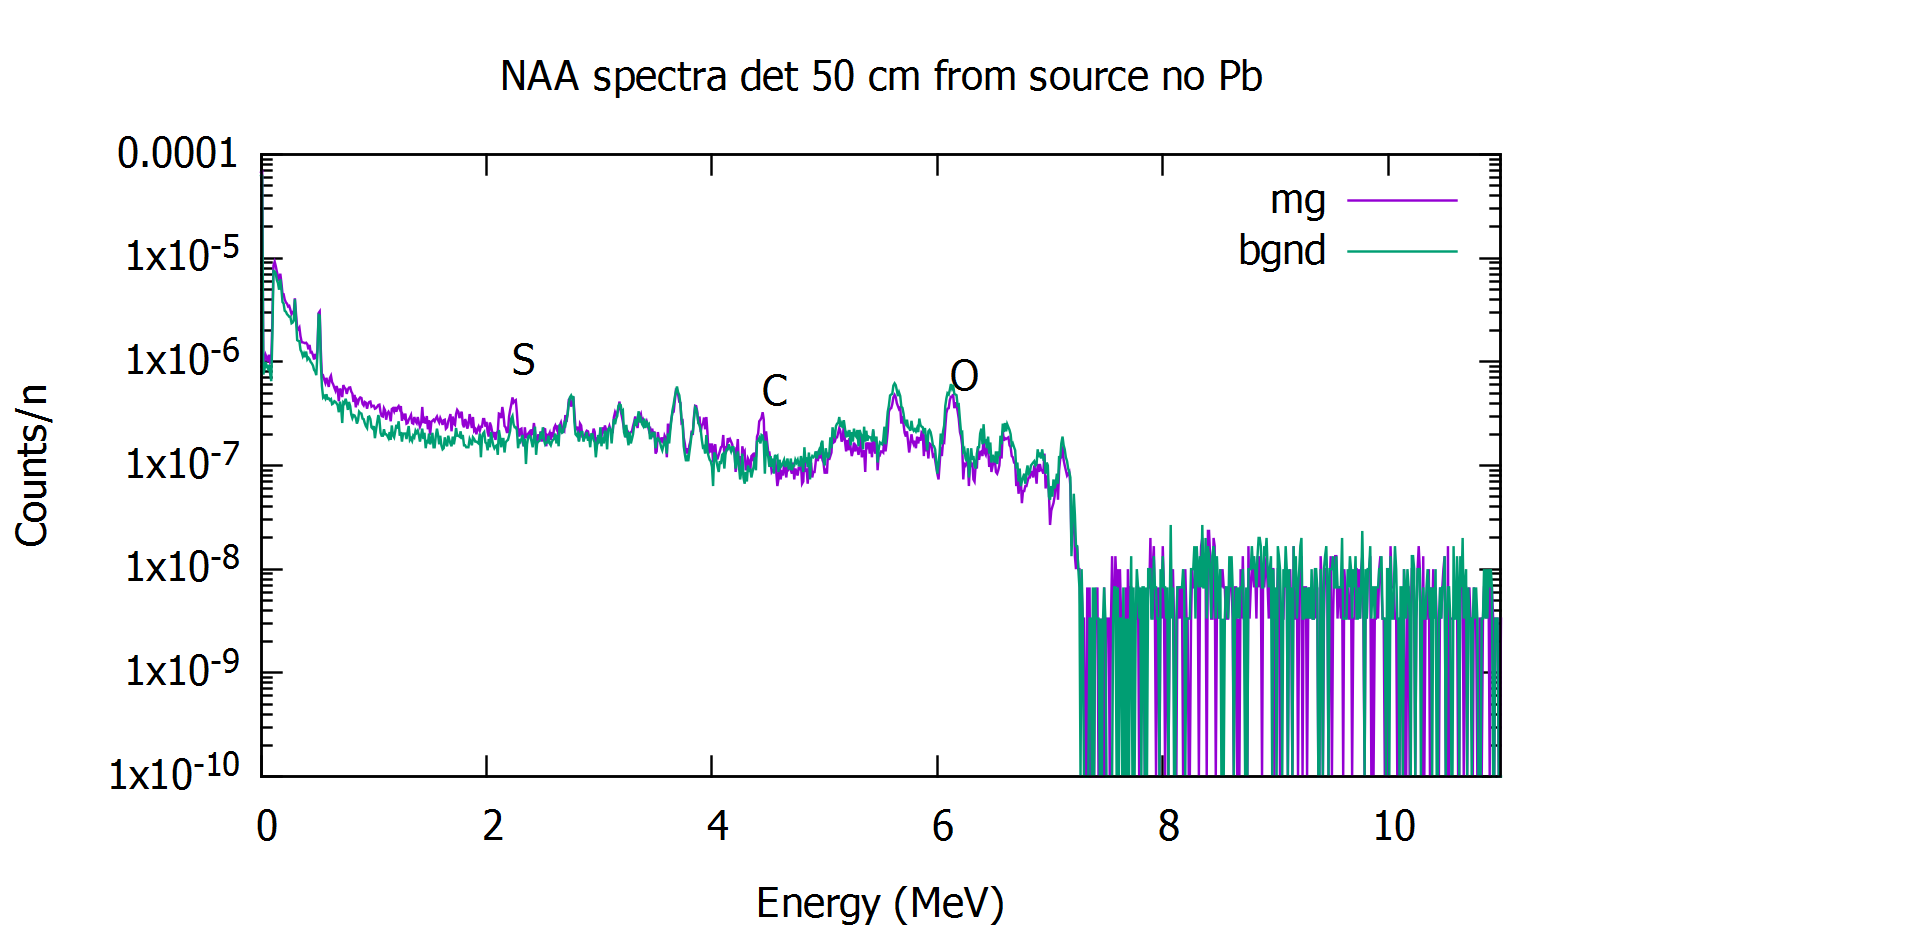 NAA spectra det 50 cm from source no Pb
0.0001
1x10-5
1x10-6
1x10-7
1x10-8
1x10-9
1x10-10
Counts/n
mg
bgnd
S
C
O
0 2 4 6 8 10
Energy (MeV)